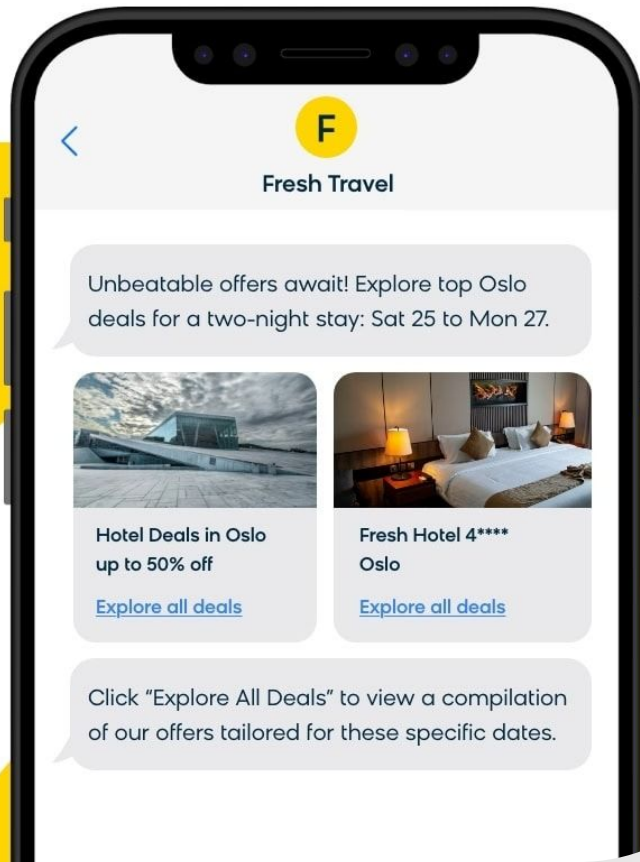 F
Fresh Travel
Unbeatable offers await! Explore top Oslo
deals for a two-night stay: Sat 25 to Mon 27.
Hotel Deals in Oslo
up to 50% off
Explore all deals
Fresh Hotel 4****
Oslo
Explore all deals
Click “Explore All Deals” to view a compilation
of our offers tailored for these specific dates.